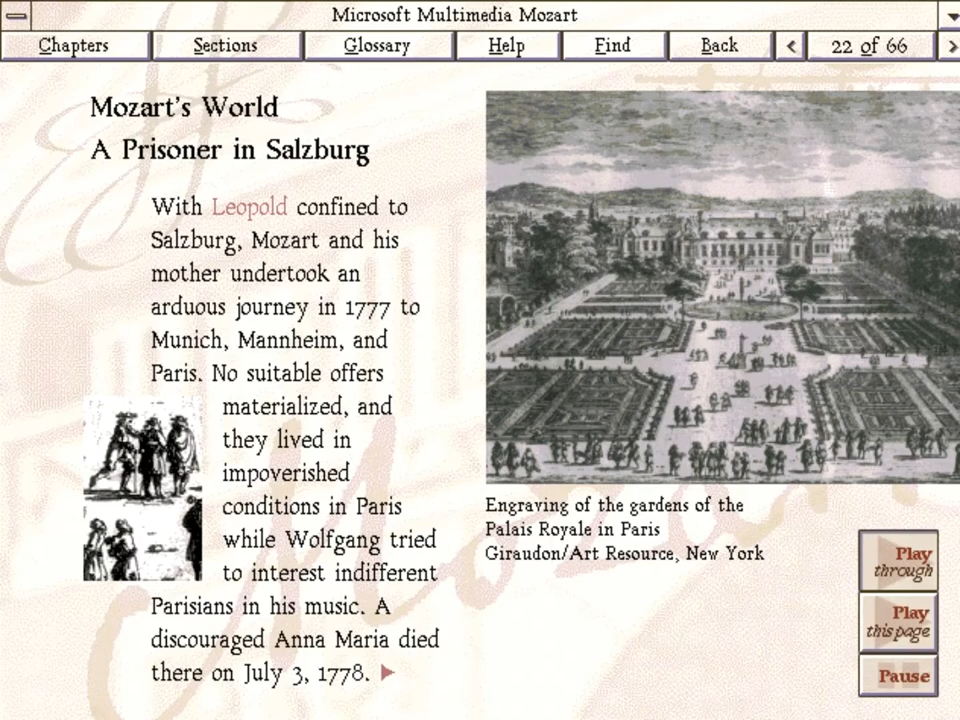 Microsoft Multimedia Mozart
Chapters Sections Glossary Help Find Back < 22 of 66 >
Mozart's World
A Prisoner in Salzburg
With Leopold confined to
Salzburg, Mozart and his
mother undertook an
arduous journey in 1777 to
Munich, Mannheim, and
Paris. No suitable offers
materialized, and
they lived in
impoverished
conditions in Paris
while Wolfgang tried
to interest indifferent
Parisians in his music. A
discouraged Anna Maria died
there on July 3, 1778.
Engraving of the gardens of the
Palais Royale in Paris
Giraudon/Art Resource, New York
Play
through
Play
this page
Pause